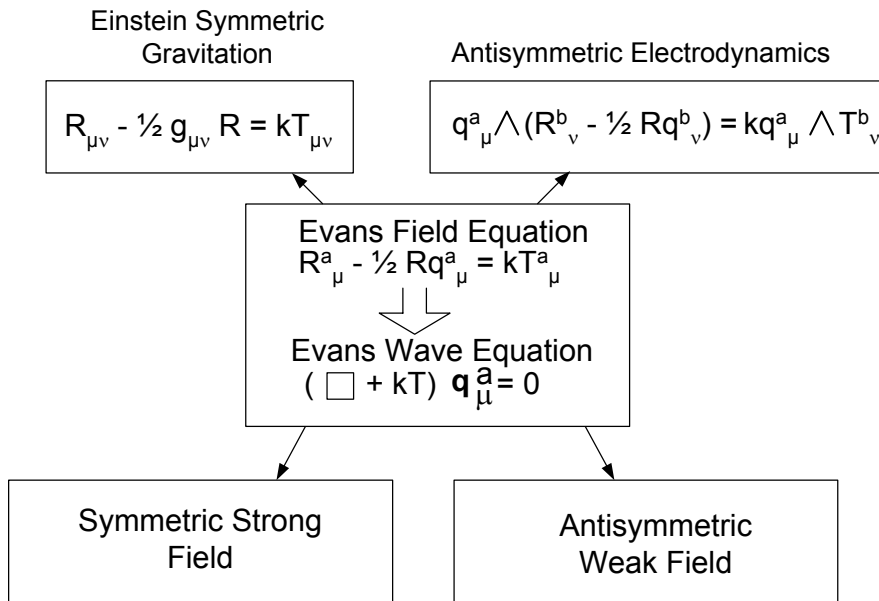 Einstein Symmetric
Gravitation
Antisymmetric Electrodynamics
R_μν - ½ g_μν R = kT_μν
q^a_μ ∧ (R^b_ν - ½ Rq^b_ν) = kq^a_μ ∧ T^b_ν
Evans Field Equation
R^a_μ - ½ Rq^a_μ = kT^a_μ
Evans Wave Equation
( □ + kT) q^a_μ = 0
Symmetric Strong
Field
Antisymmetric
Weak Field